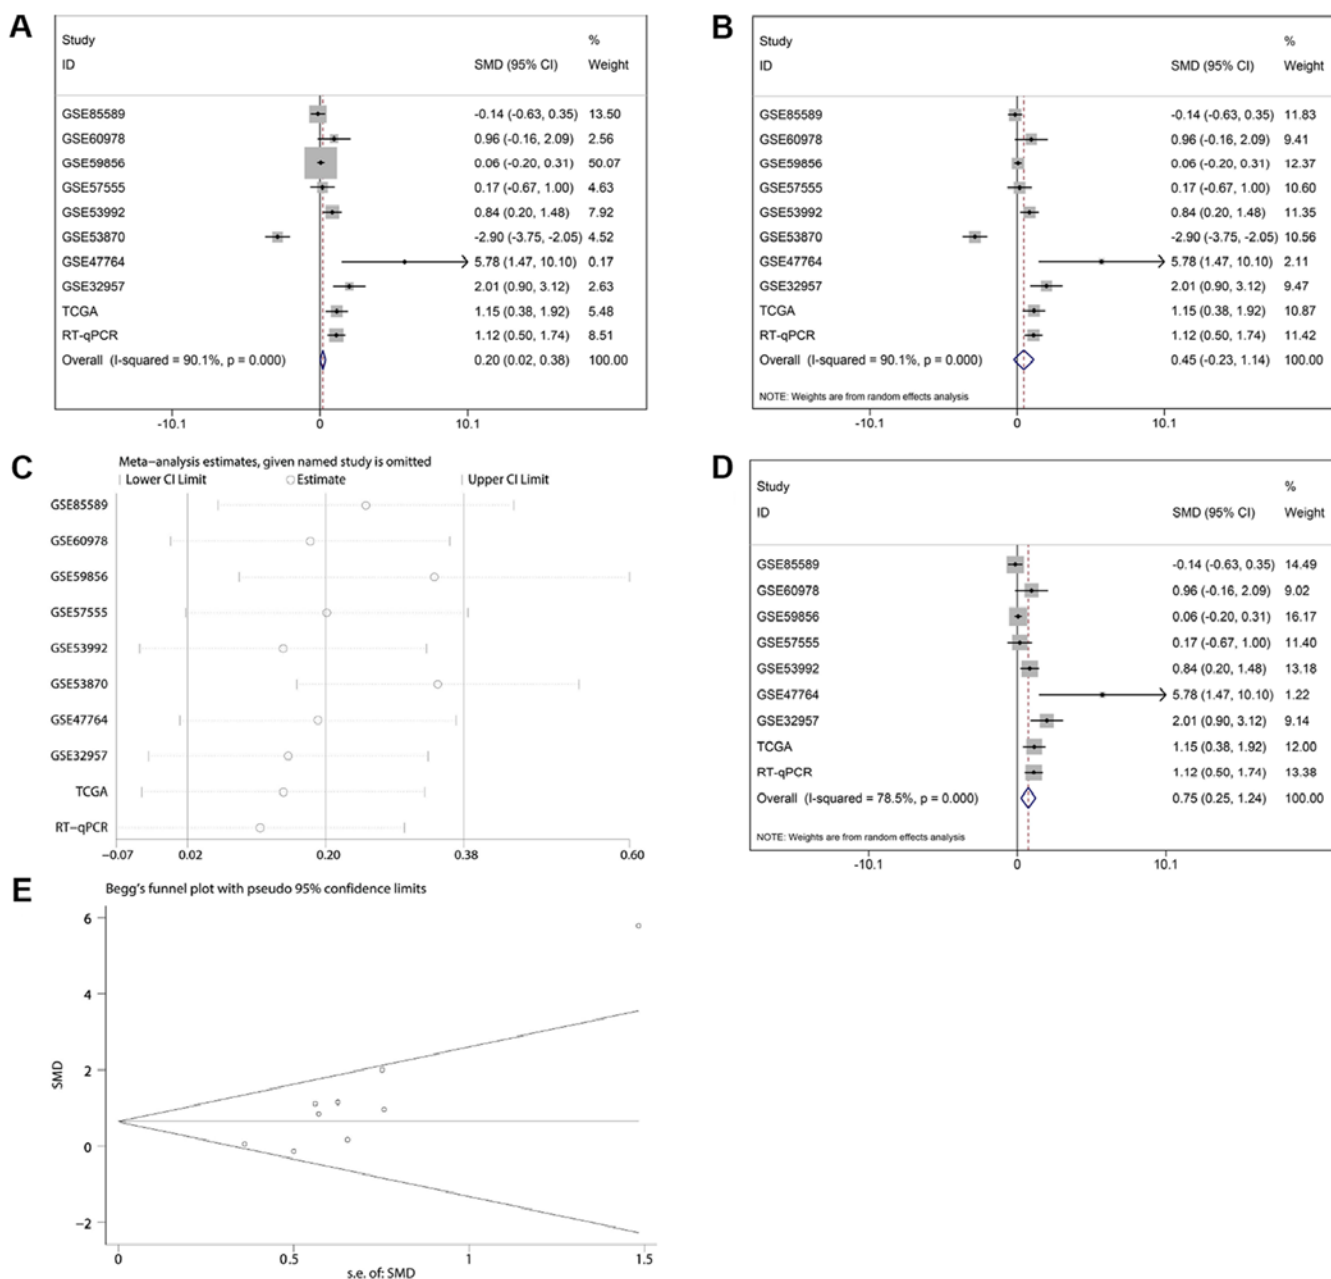 A
Study %
ID SMD (95% CI) Weight
GSE85589 -0.14 (-0.63, 0.35) 13.50
GSE60978 0.96 (-0.16, 2.09) 2.56
GSE59856 0.06 (-0.20, 0.31) 50.07
GSE57555 0.17 (-0.67, 1.00) 4.63
GSE53992 0.84 (0.20, 1.48) 7.92
GSE53870 -2.90 (-3.75, -2.05) 4.52
GSE47764 5.78 (1.47, 10.10) 0.17
GSE32957 2.01 (0.90, 3.12) 2.63
TCGA 1.15 (0.38, 1.92) 5.48
RT-qPCR 1.12 (0.50, 1.74) 8.51
Overall (I-squared = 90.1%, p = 0.000) 0.20 (0.02, 0.38) 100.00
-10.1 0 10.1
B
Study %
ID SMD (95% CI) Weight
GSE85589 -0.14 (-0.63, 0.35) 11.83
GSE60978 0.96 (-0.16, 2.09) 9.41
GSE59856 0.06 (-0.20, 0.31) 12.37
GSE57555 0.17 (-0.67, 1.00) 10.60
GSE53992 0.84 (0.20, 1.48) 11.35
GSE53870 -2.90 (-3.75, -2.05) 10.56
GSE47764 5.78 (1.47, 10.10) 2.11
GSE32957 2.01 (0.90, 3.12) 9.47
TCGA 1.15 (0.38, 1.92) 10.87
RT-qPCR 1.12 (0.50, 1.74) 11.42
Overall (I-squared = 90.1%, p = 0.000) 0.45 (-0.23, 1.14) 100.00
NOTE: Weights are from random effects analysis
-10.1 0 10.1
C
Meta-analysis estimates, given named study is omitted
Lower CI Limit Estimate Upper CI Limit
GSE85589
GSE60978
GSE59856
GSE57555
GSE53992
GSE53870
GSE47764
GSE32957
TCGA
RT-qPCR
-0.07 0.02 0.20 0.38 0.60
D
Study %
ID SMD (95% CI) Weight
GSE85589 -0.14 (-0.63, 0.35) 14.49
GSE60978 0.96 (-0.16, 2.09) 9.02
GSE59856 0.06 (-0.20, 0.31) 16.17
GSE57555 0.17 (-0.67, 1.00) 11.40
GSE53992 0.84 (0.20, 1.48) 13.18
GSE47764 5.78 (1.47, 10.10) 1.22
GSE32957 2.01 (0.90, 3.12) 9.14
TCGA 1.15 (0.38, 1.92) 12.00
RT-qPCR 1.12 (0.50, 1.74) 13.38
Overall (I-squared = 78.5%, p = 0.000) 0.75 (0.25, 1.24) 100.00
NOTE: Weights are from random effects analysis
-10.1 0 10.1
E
Begg's funnel plot with pseudo 95% confidence limits
6
4
2
0
-2
SMD
0 0.5 1 1.5
s.e. of: SMD